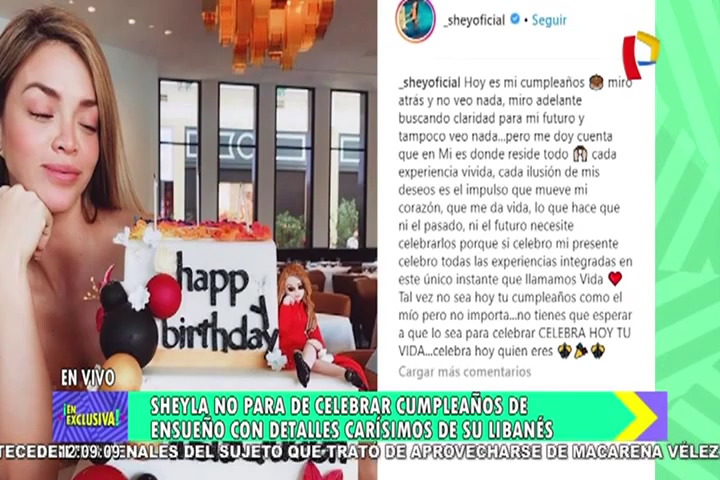 _sheyoficial • Seguir
_sheyoficial Hoy es mi cumpleaños 🎂 miro
atrás y no veo nada, miro adelante
buscando claridad para mi futuro y
tampoco veo nada...pero me doy cuenta
que en Mi es donde reside todo 🙌 cada
experiencia vivida, cada ilusión de mis
deseos es el impulso que mueve mi
corazón, que me da vida, lo que hace que
ni el pasado, ni el futuro necesite
celebrarlos porque si celebro mi presente
celebro todas las experiencias integradas en
este único instante que llamamos Vida ♥
Tal vez no sea hoy tu cumpleaños como el
mío pero no importa...no tienes que esperar
a que lo sea para celebrar CELEBRA HOY TU
VIDA...celebra hoy quien eres
Cargar más comentarios
happy
birthday
EN VIVO
¡EN EXCLUSIVA!
SHEYLA NO PARA DE CELEBRAR CUMPLEAÑOS DE
ENSUEÑO CON DETALLES CARÍSIMOS DE SU LIBANÉS
12:09:09
ENALES DEL SUJETO QUE TRATÓ DE APROVECHARSE DE MACARENA VÉLEZ